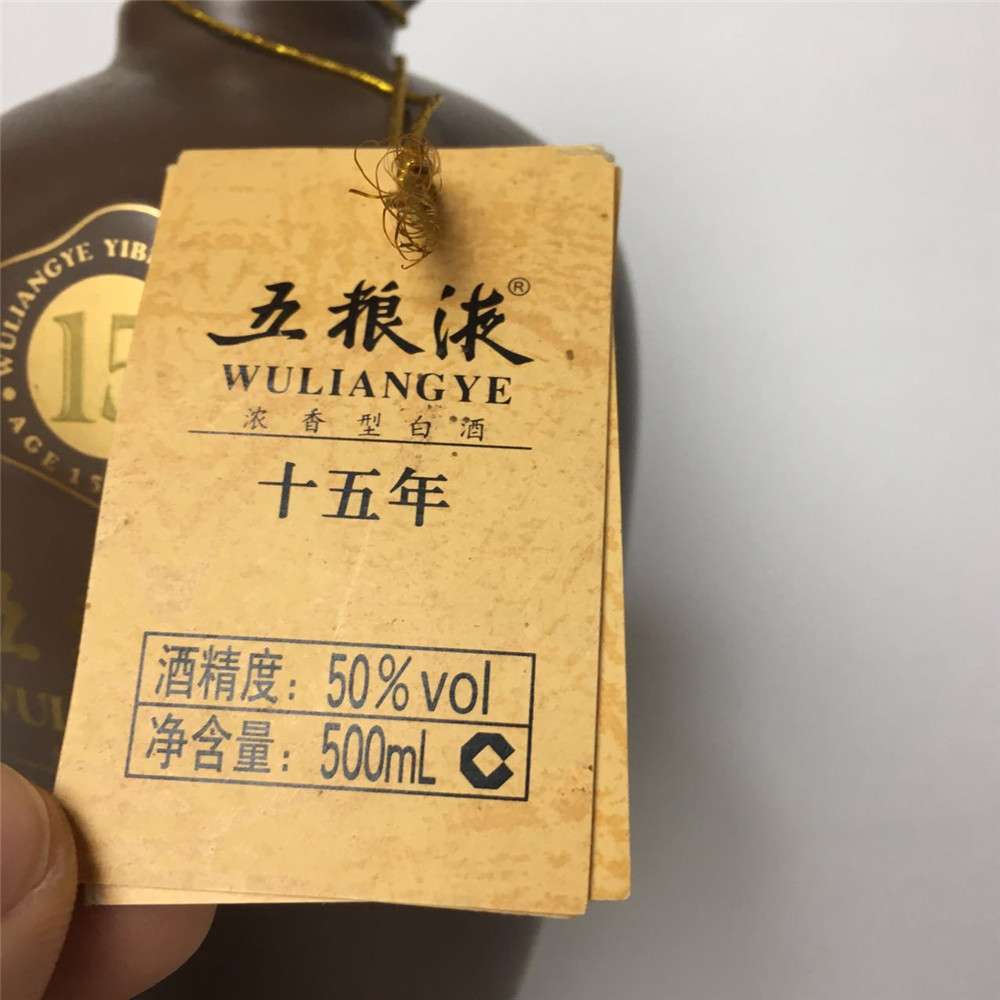 WULIANGYE YIB
15
AGE 15
五粮液®
WULIANGYE
浓香型白酒
十五年
酒精度：50%vol
净含量：500mL